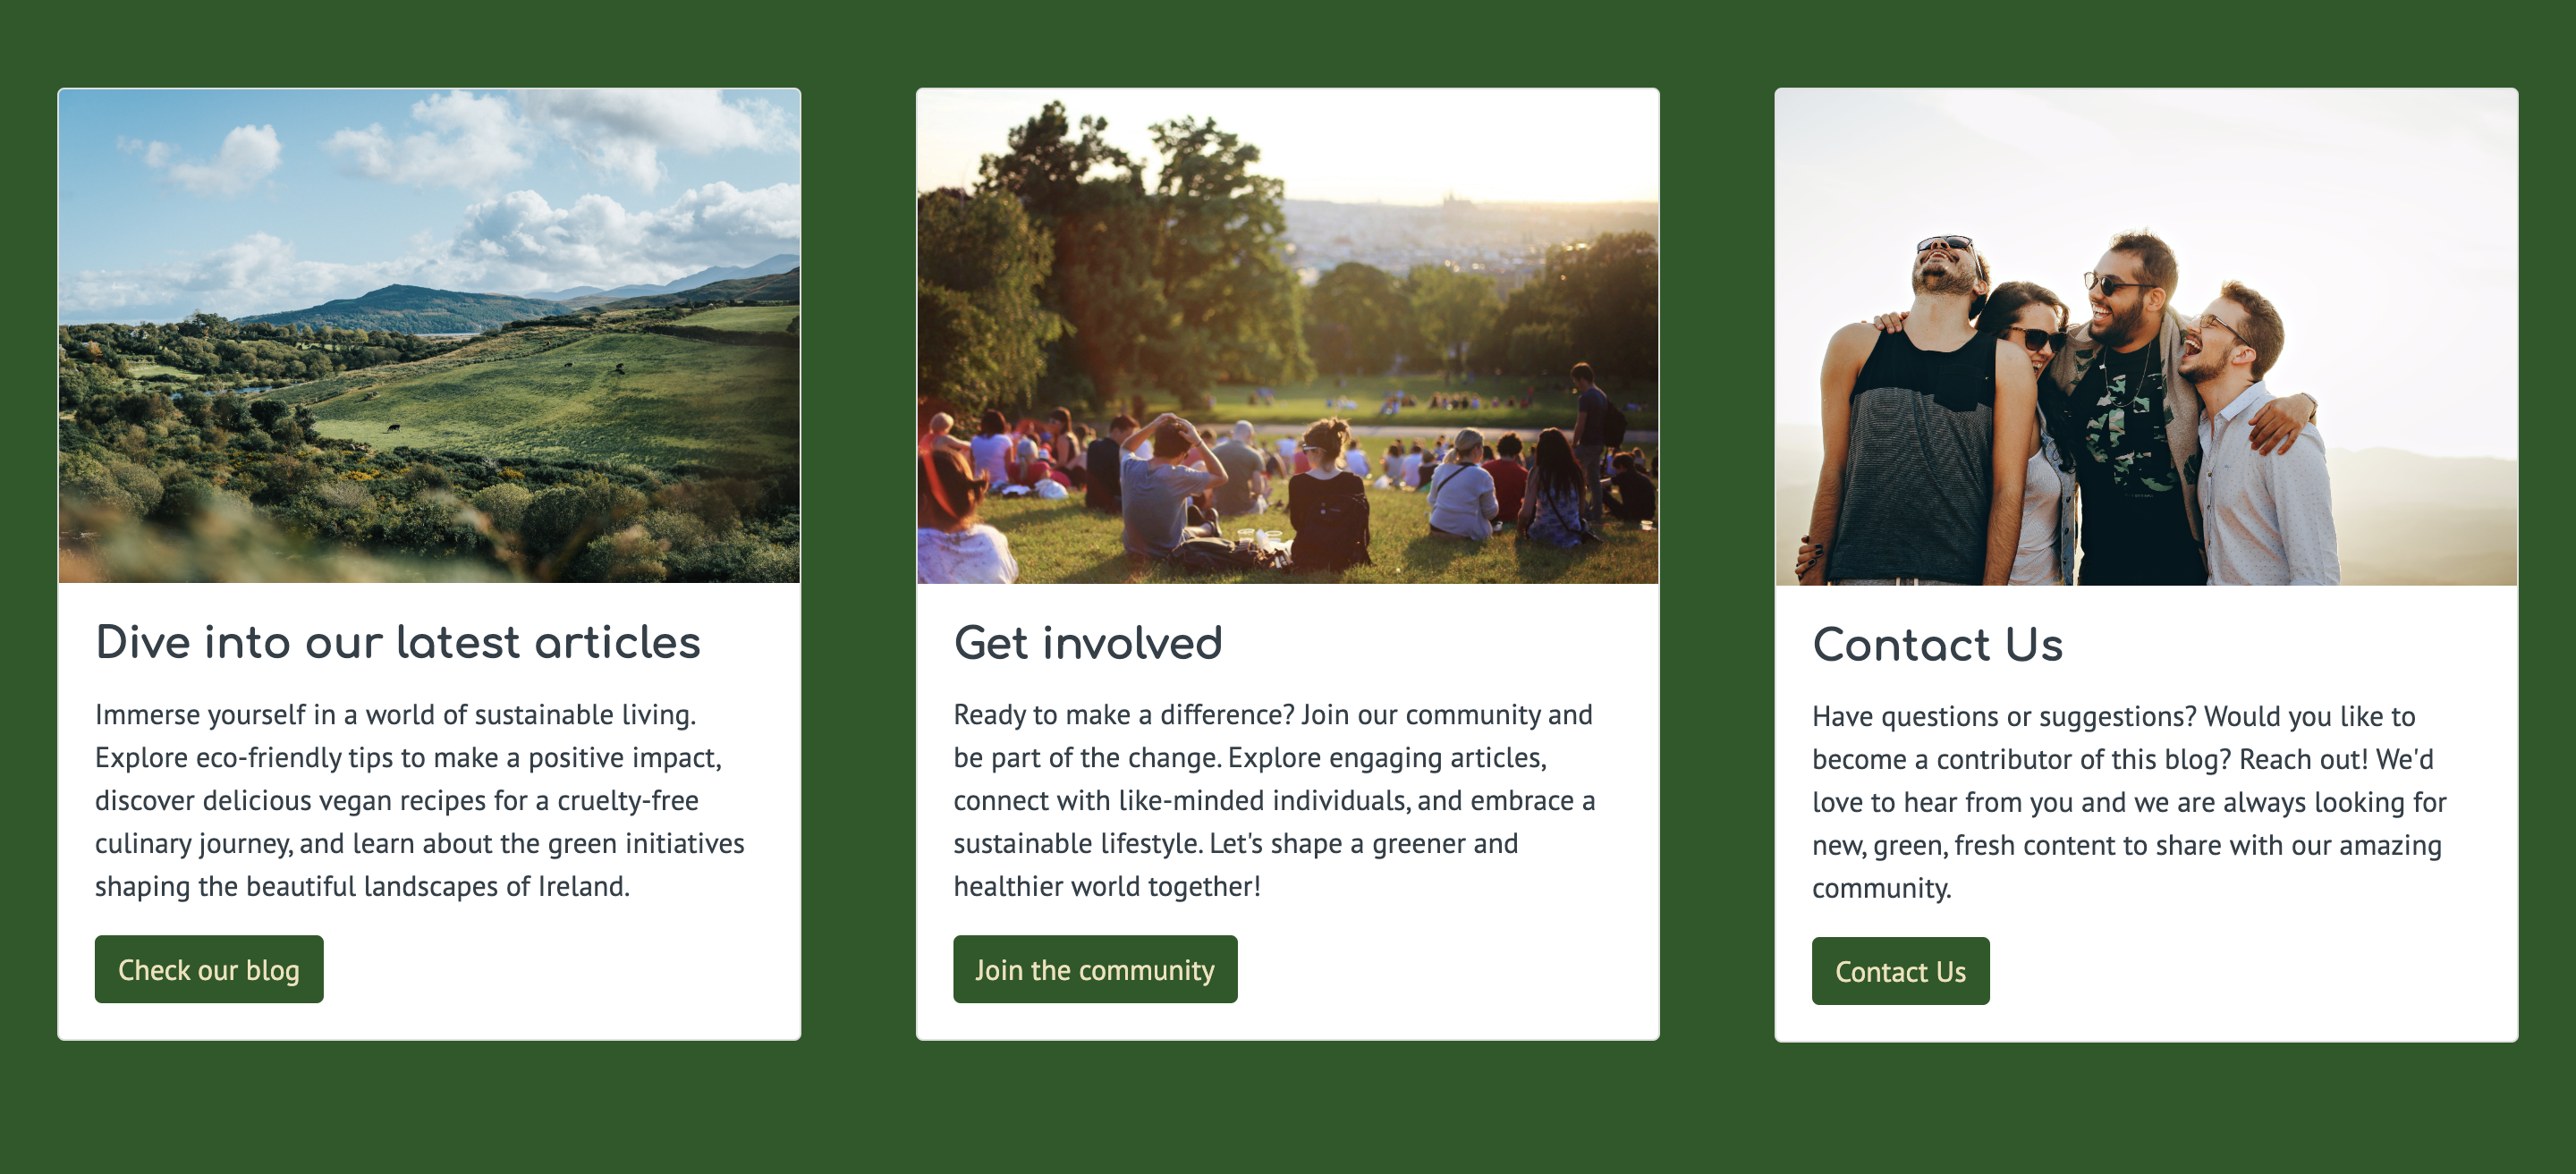 Dive into our latest articles
Immerse yourself in a world of sustainable living.
Explore eco-friendly tips to make a positive impact,
discover delicious vegan recipes for a cruelty-free
culinary journey, and learn about the green initiatives
shaping the beautiful landscapes of Ireland.
Check our blog
Get involved
Ready to make a difference? Join our community and
be part of the change. Explore engaging articles,
connect with like-minded individuals, and embrace a
sustainable lifestyle. Let's shape a greener and
healthier world together!
Join the community
Contact Us
Have questions or suggestions? Would you like to
become a contributor of this blog? Reach out! We'd
love to hear from you and we are always looking for
new, green, fresh content to share with our amazing
community.
Contact Us